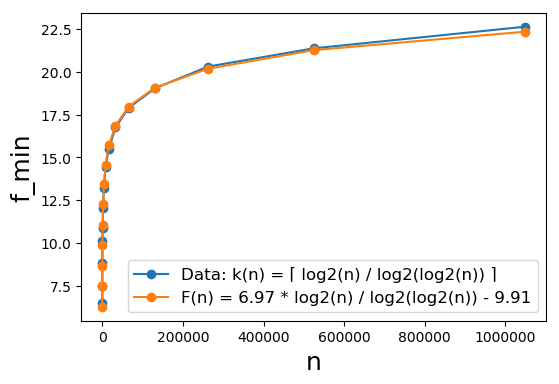 22.5
20.0
17.5
15.0
12.5
10.0
7.5
f_min
Data: k(n) = ⌈ log2(n) / log2(log2(n)) ⌉
F(n) = 6.97 * log2(n) / log2(log2(n)) - 9.91
0 200000 400000 600000 800000 1000000
n